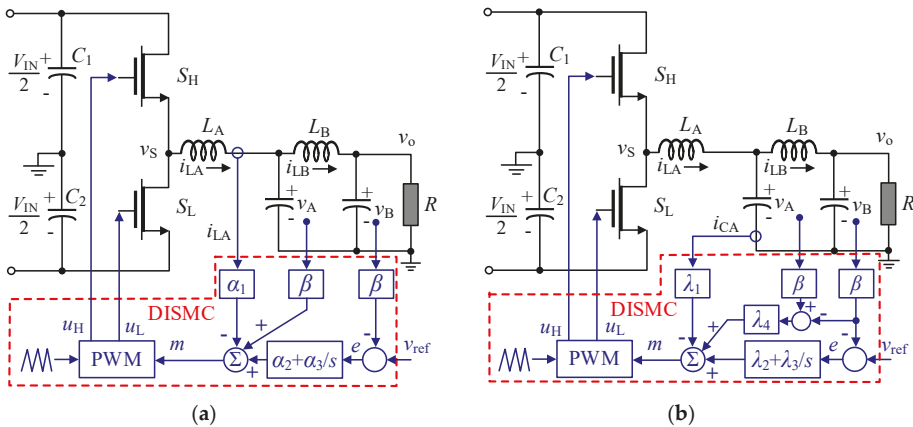 V_IN/2 + -
C_1
S_H
L_A
L_B
v_o
v_S
i_LA
i_LB
V_IN/2 + -
C_2
S_L
+ v_A -
+ v_B -
R
i_LA
α_1
β
β
DISMC
u_H
u_L
m
- + +
PWM
Σ
α_2+α_3/s
e
-
v_ref
(a)
V_IN/2 + -
C_1
S_H
L_A
L_B
v_o
v_S
i_LA
i_LB
V_IN/2 + -
C_2
S_L
+ v_A -
+ v_B -
R
i_CA
λ_1
β
β
DISMC
λ_4
+ -
u_H
u_L
m
- + +
PWM
Σ
λ_2+λ_3/s
e
-
v_ref
(b)